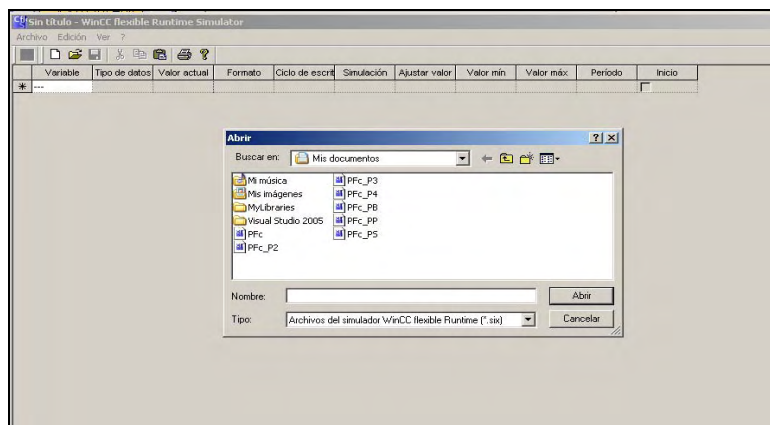 Sin título - WinCC flexible Runtime Simulator
Archivo Edición Ver ?
Variable Tipo de datos Valor actual Formato Ciclo de escrit Simulación Ajustar valor Valor mín Valor máx Período Inicio
---
Abrir
Buscar en: Mis documentos
Mi música PFc_P3
Mis imágenes PFc_P4
MyLibraries PFc_PB
Visual Studio 2005 PFc_PP
PFc PFc_PS
PFc_P2
Nombre: Abrir
Tipo: Archivos del simulador WinCC flexible Runtime (*.six) Cancelar